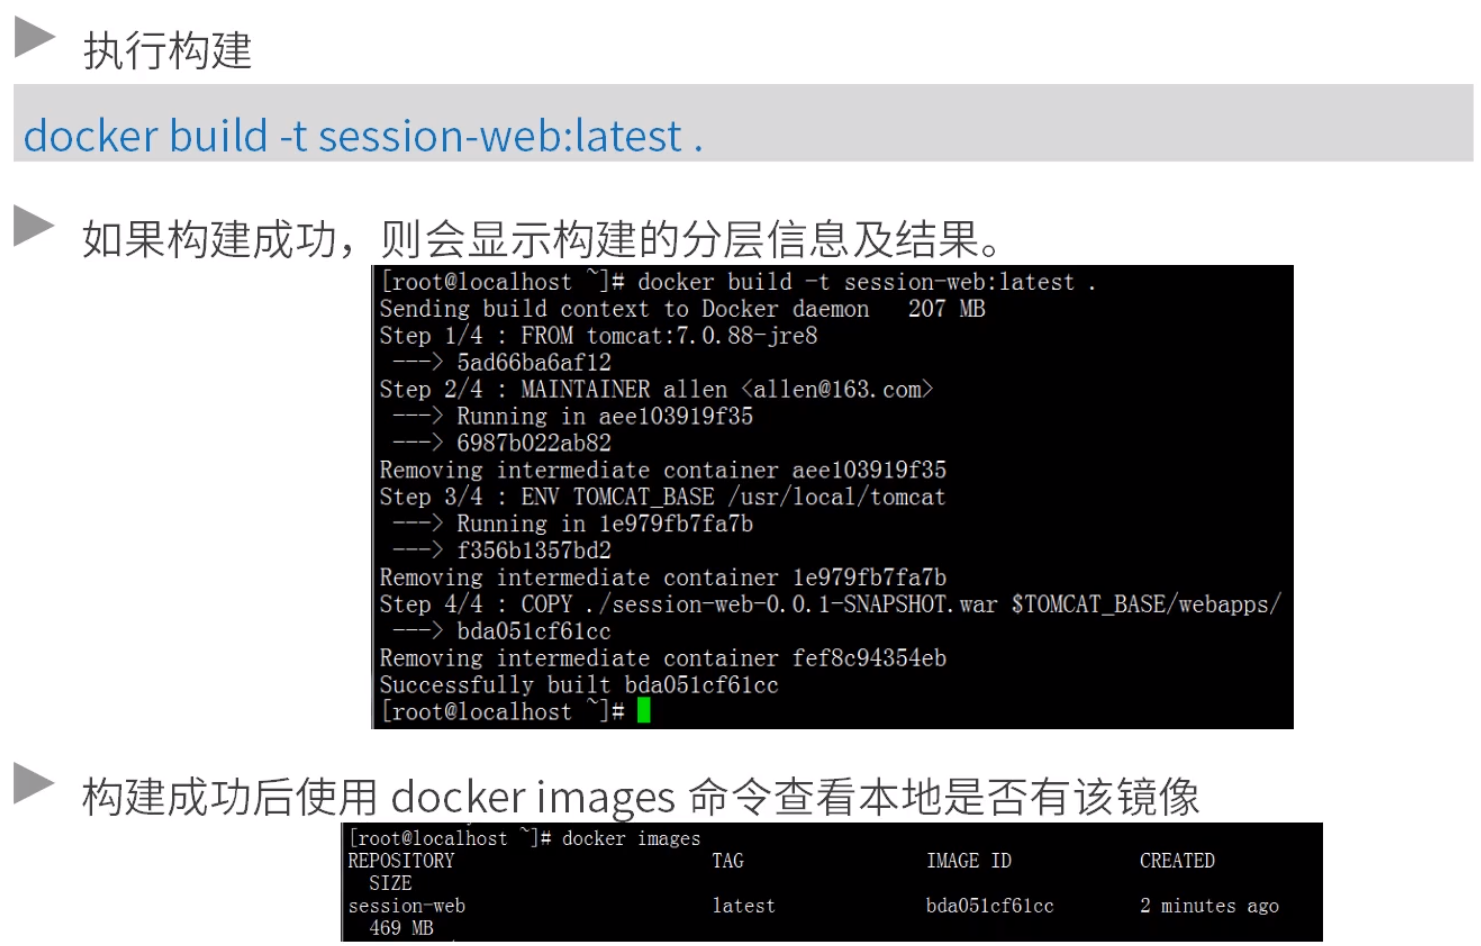 执行构建
docker build -t session-web:latest .
如果构建成功，则会显示构建的分层信息及结果。
[root@localhost ~]# docker build -t session-web:latest .
Sending build context to Docker daemon   207 MB
Step 1/4 : FROM tomcat:7.0.88-jre8
 ---> 5ad66ba6af12
Step 2/4 : MAINTAINER allen <allen@163.com>
 ---> Running in aee103919f35
 ---> 6987b022ab82
Removing intermediate container aee103919f35
Step 3/4 : ENV TOMCAT_BASE /usr/local/tomcat
 ---> Running in 1e979fb7fa7b
 ---> f356b1357bd2
Removing intermediate container 1e979fb7fa7b
Step 4/4 : COPY ./session-web-0.0.1-SNAPSHOT.war $TOMCAT_BASE/webapps/
 ---> bda051cf61cc
Removing intermediate container fef8c94354eb
Successfully built bda051cf61cc
[root@localhost ~]#
构建成功后使用 docker images 命令查看本地是否有该镜像
[root@localhost ~]# docker images
REPOSITORY TAG IMAGE ID CREATED
SIZE
session-web latest bda051cf61cc 2 minutes ago
469 MB